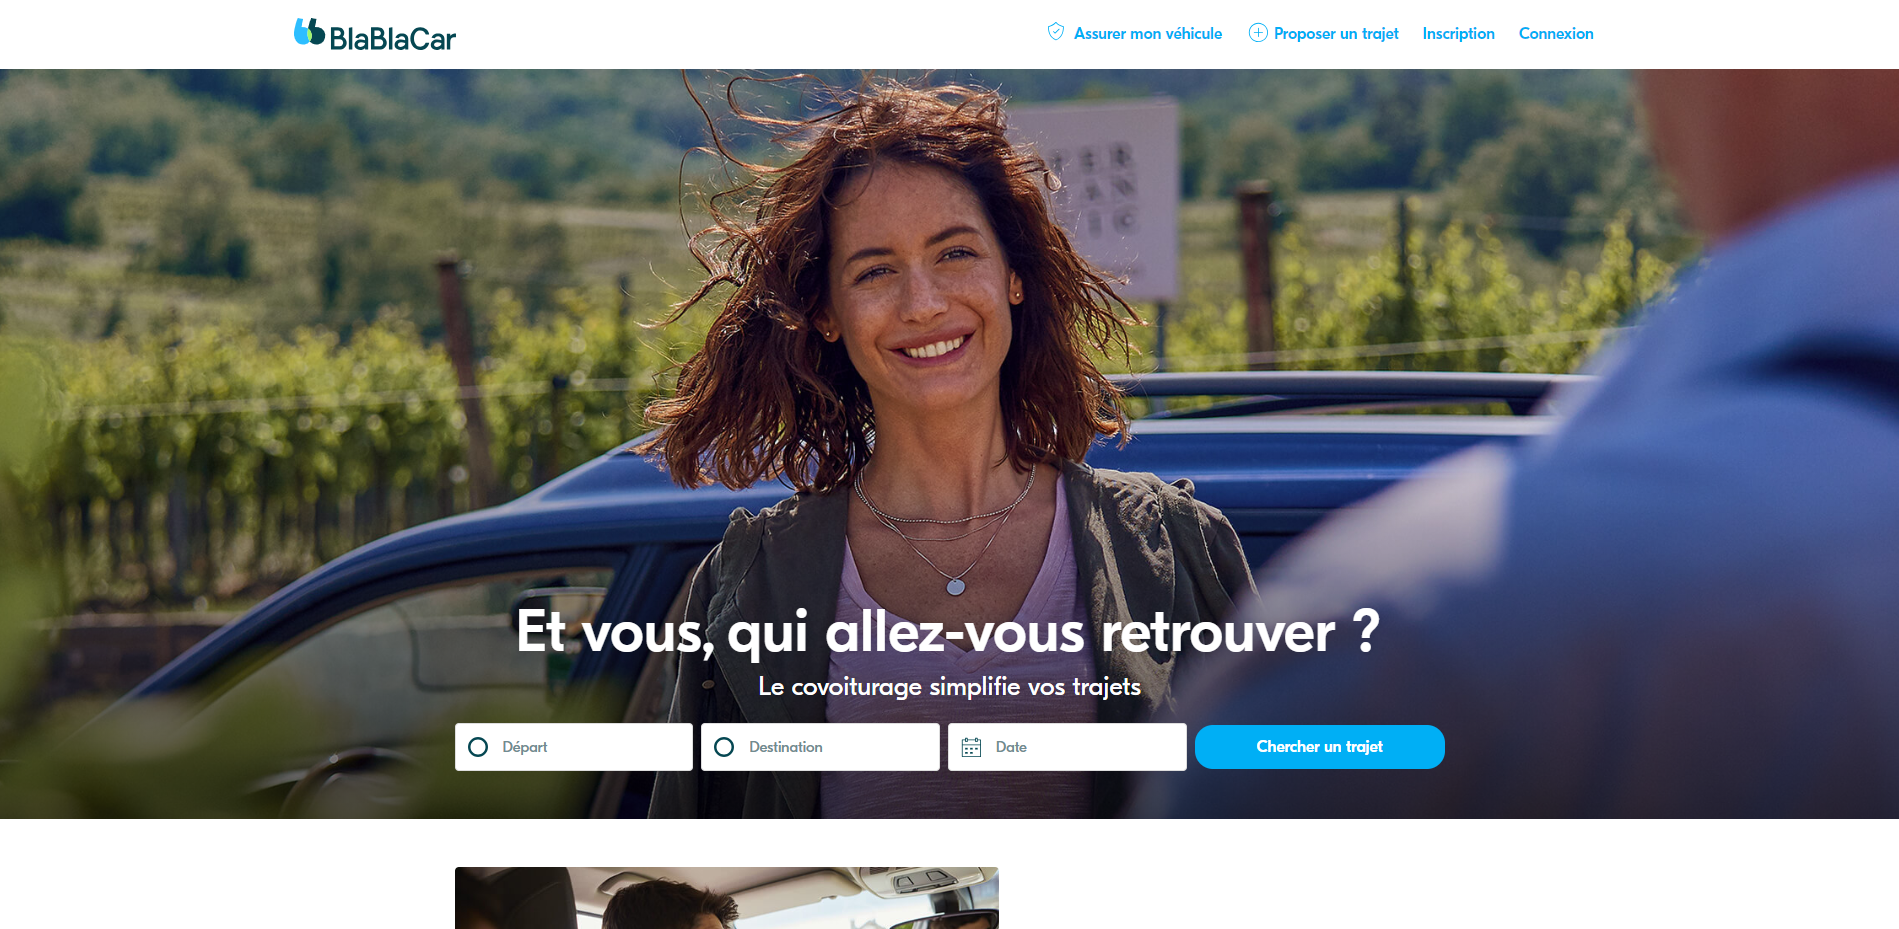 BlaBlaCar
Assurer mon véhicule
Proposer un trajet
Inscription
Connexion
Et vous, qui allez-vous retrouver ?
Le covoiturage simplifie vos trajets
Départ
Destination
Date
Chercher un trajet